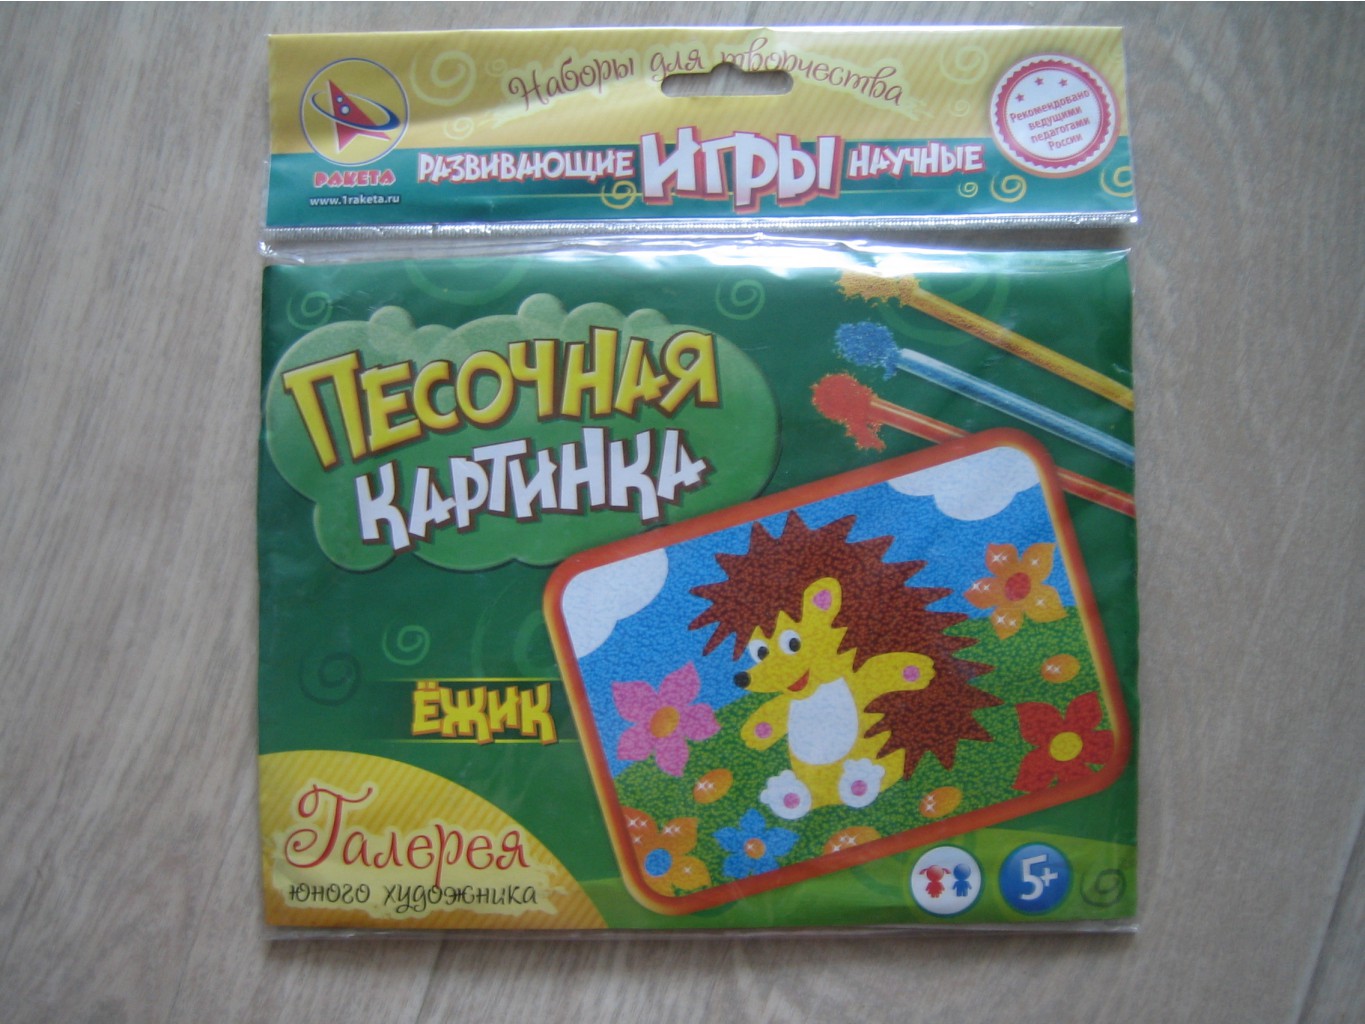 Наборы для творчества
РАКЕТА
www.1raketa.ru
РАЗВИВАЮЩИЕ ИГРЫ НАУЧНЫЕ
Рекомендовано
ведущими
педагогами
России
ПЕСОЧНАЯ
КАРТИНКА
ЁЖИК
Галерея
юного художника
5+